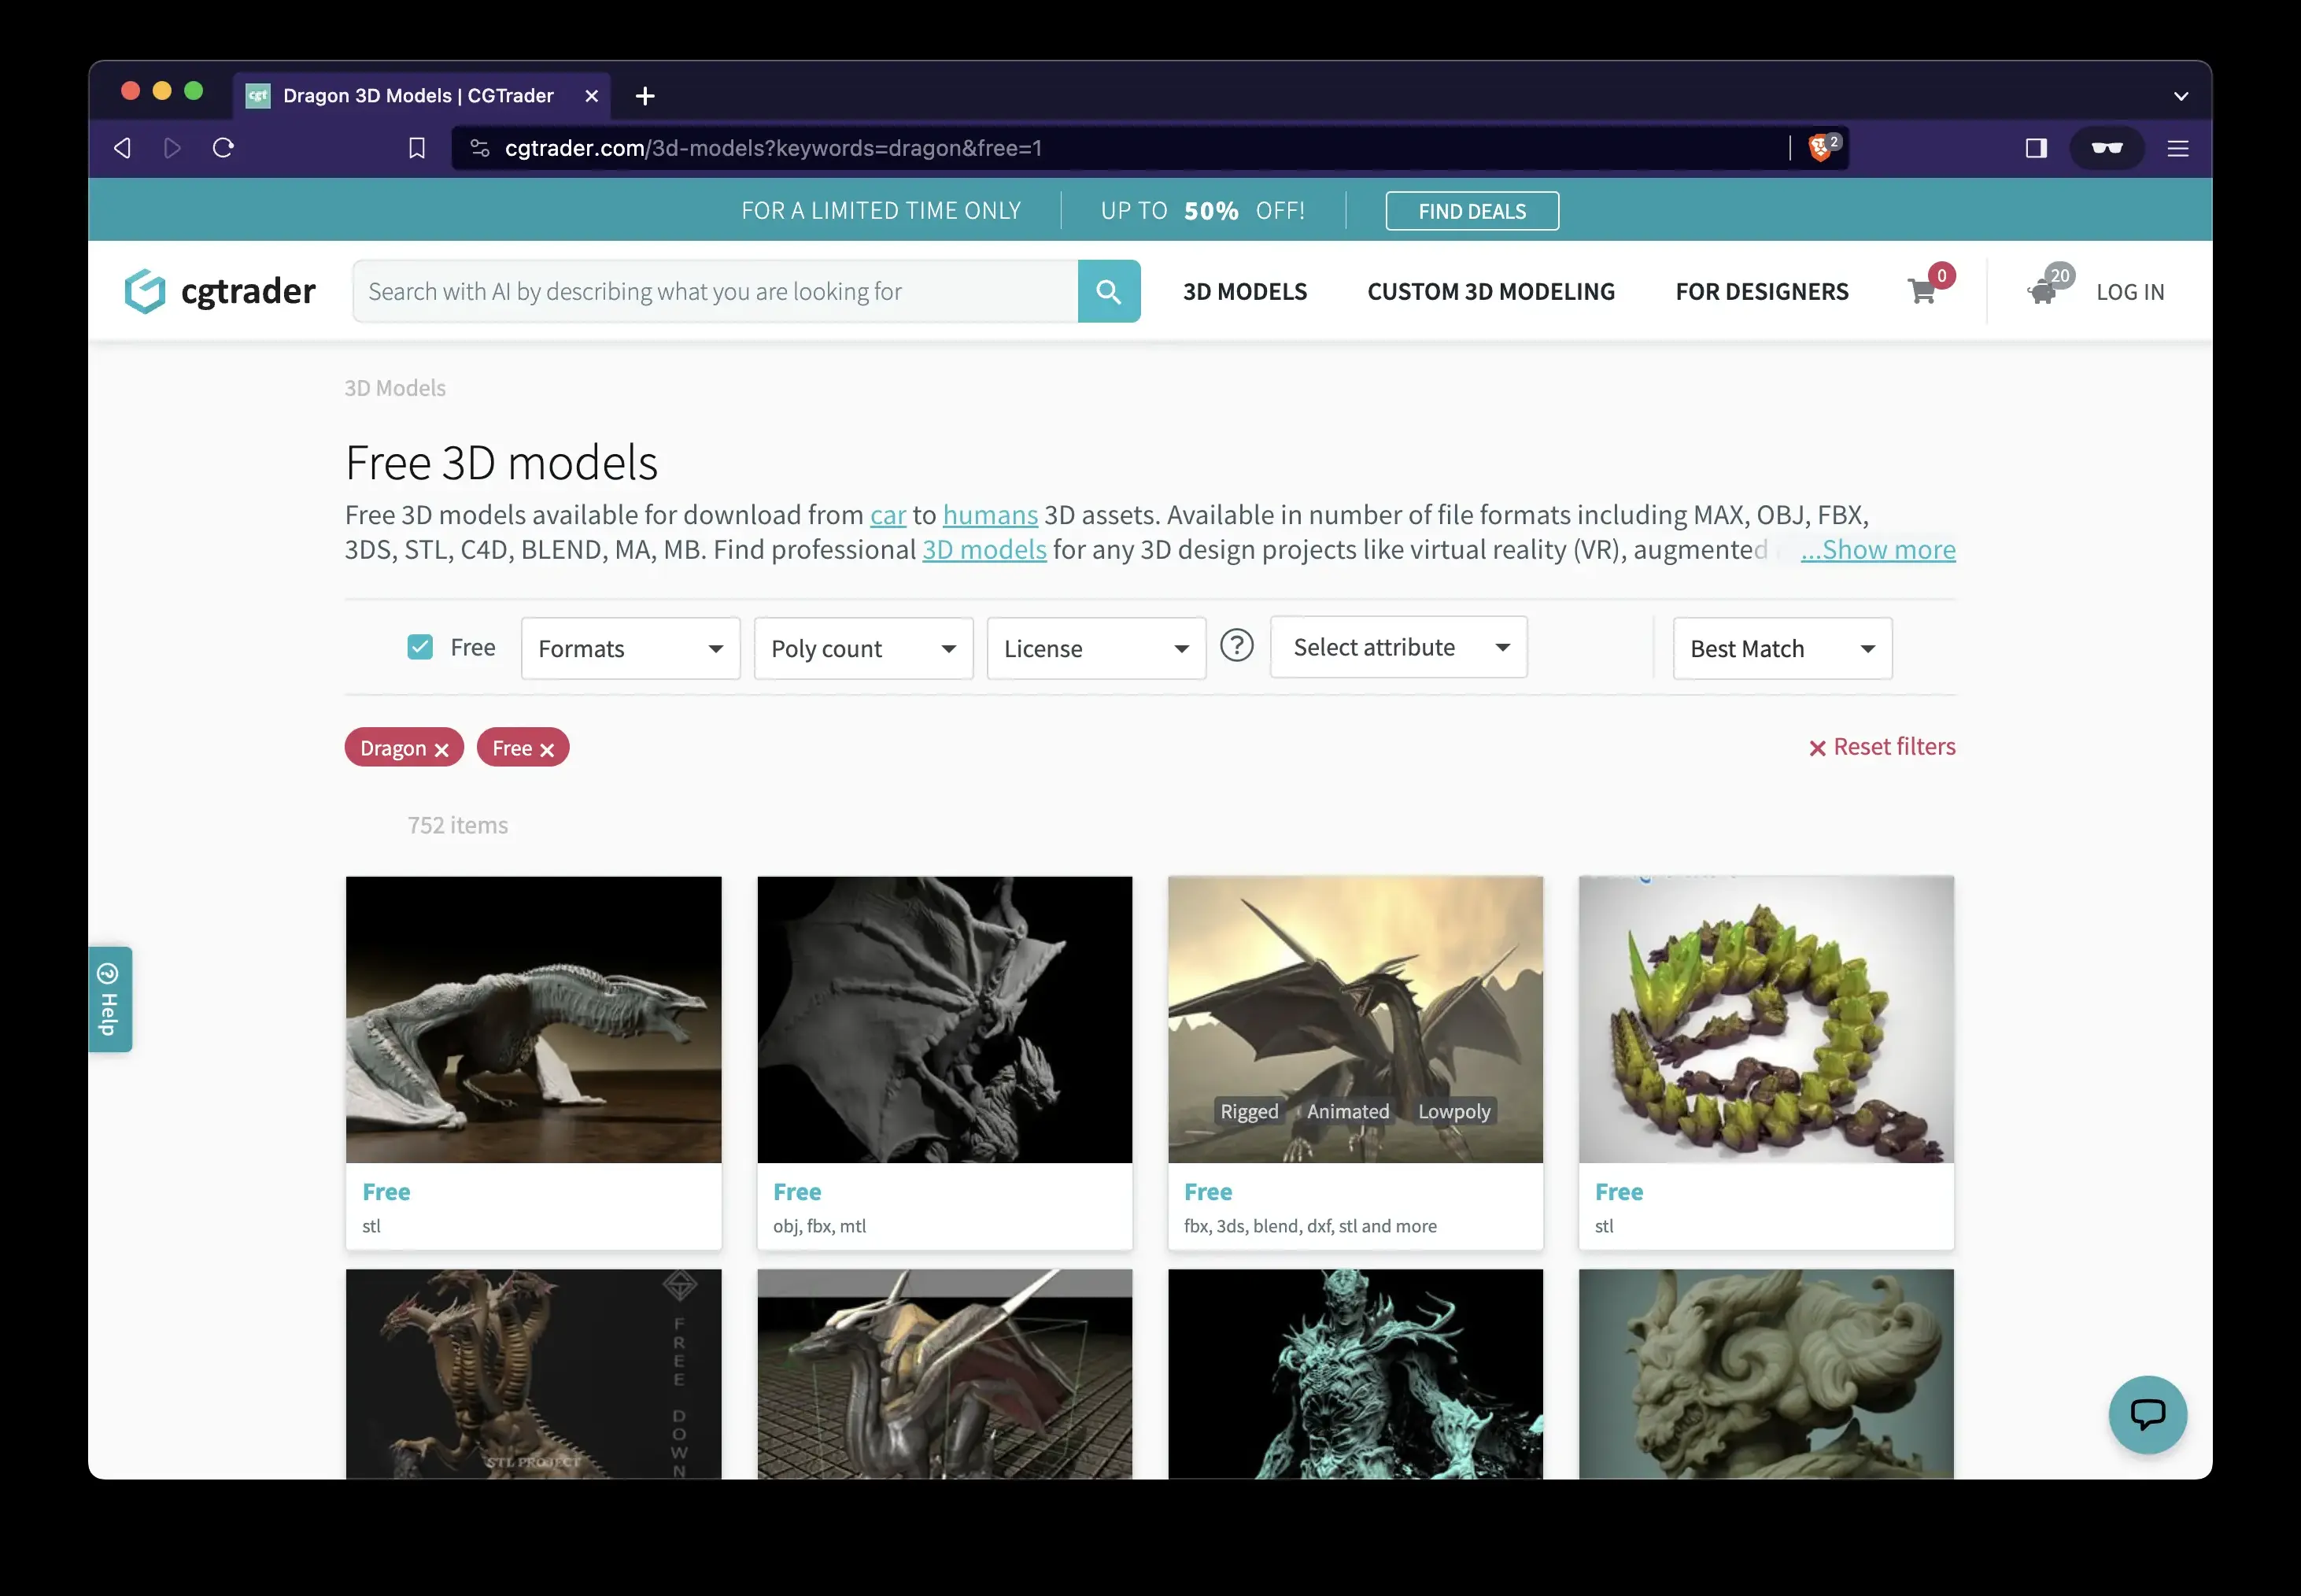 cgt Dragon 3D Models | CGTrader
cgtrader.com/3d-models?keywords=dragon&free=1 2
FOR A LIMITED TIME ONLY UP TO 50% OFF! FIND DEALS
cgtrader Search with AI by describing what you are looking for 3D MODELS CUSTOM 3D MODELING FOR DESIGNERS 0 20 LOG IN
3D Models
Free 3D models
Free 3D models available for download from car to humans 3D assets. Available in number of file formats including MAX, OBJ, FBX,
3DS, STL, C4D, BLEND, MA, MB. Find professional 3D models for any 3D design projects like virtual reality (VR), augmented ...Show more
Free Formats Poly count License ? Select attribute Best Match
Dragon Free Reset filters
752 items
Help
Rigged Animated Lowpoly
Free Free Free Free
stl obj, fbx, mtl fbx, 3ds, blend, dxf, stl and more stl
FREE DOWN
STL PROJECT